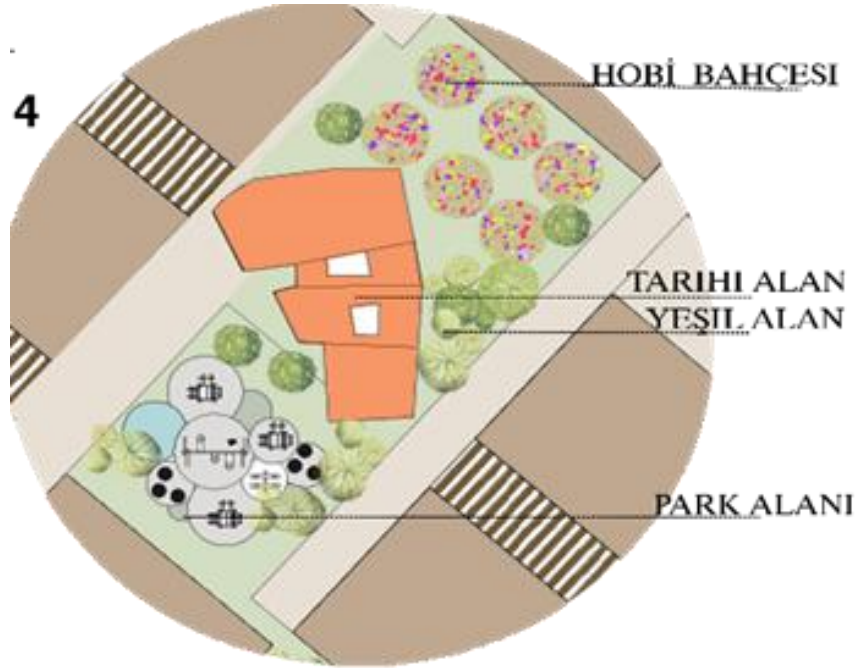 HOBİ BAHÇESI
4
TARIHI ALAN
YEŞIL ALAN
PARK ALANI